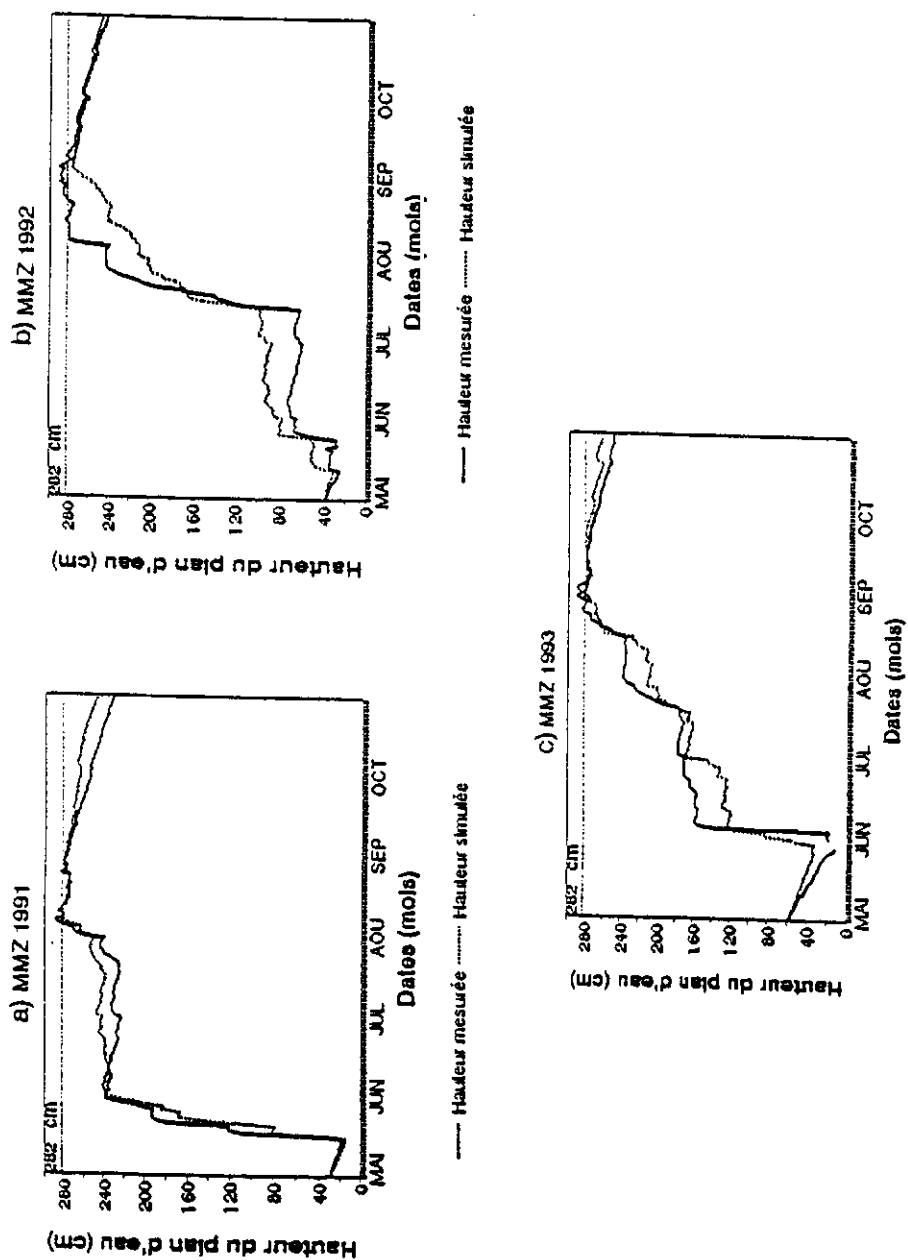 a) MMZ 1991
Hauteur du plan d'eau (cm)
282 cm
280
240
200
160
120
80
40
0
MAI JUN JUL AOU SEP OCT
Dates (mois)
Hauteur mesurée Hauteur simulée
b) MMZ 1992
Hauteur du plan d'eau (cm)
282 cm
280
240
200
160
120
80
40
0
MAI JUN JUL AOU SEP OCT
Dates (mois)
Hauteur mesurée Hauteur simulée
c) MMZ 1993
Hauteur du plan d'eau (cm)
282 cm
280
240
200
160
120
80
40
0
MAI JUN JUL AOU SEP OCT
Dates (mois)